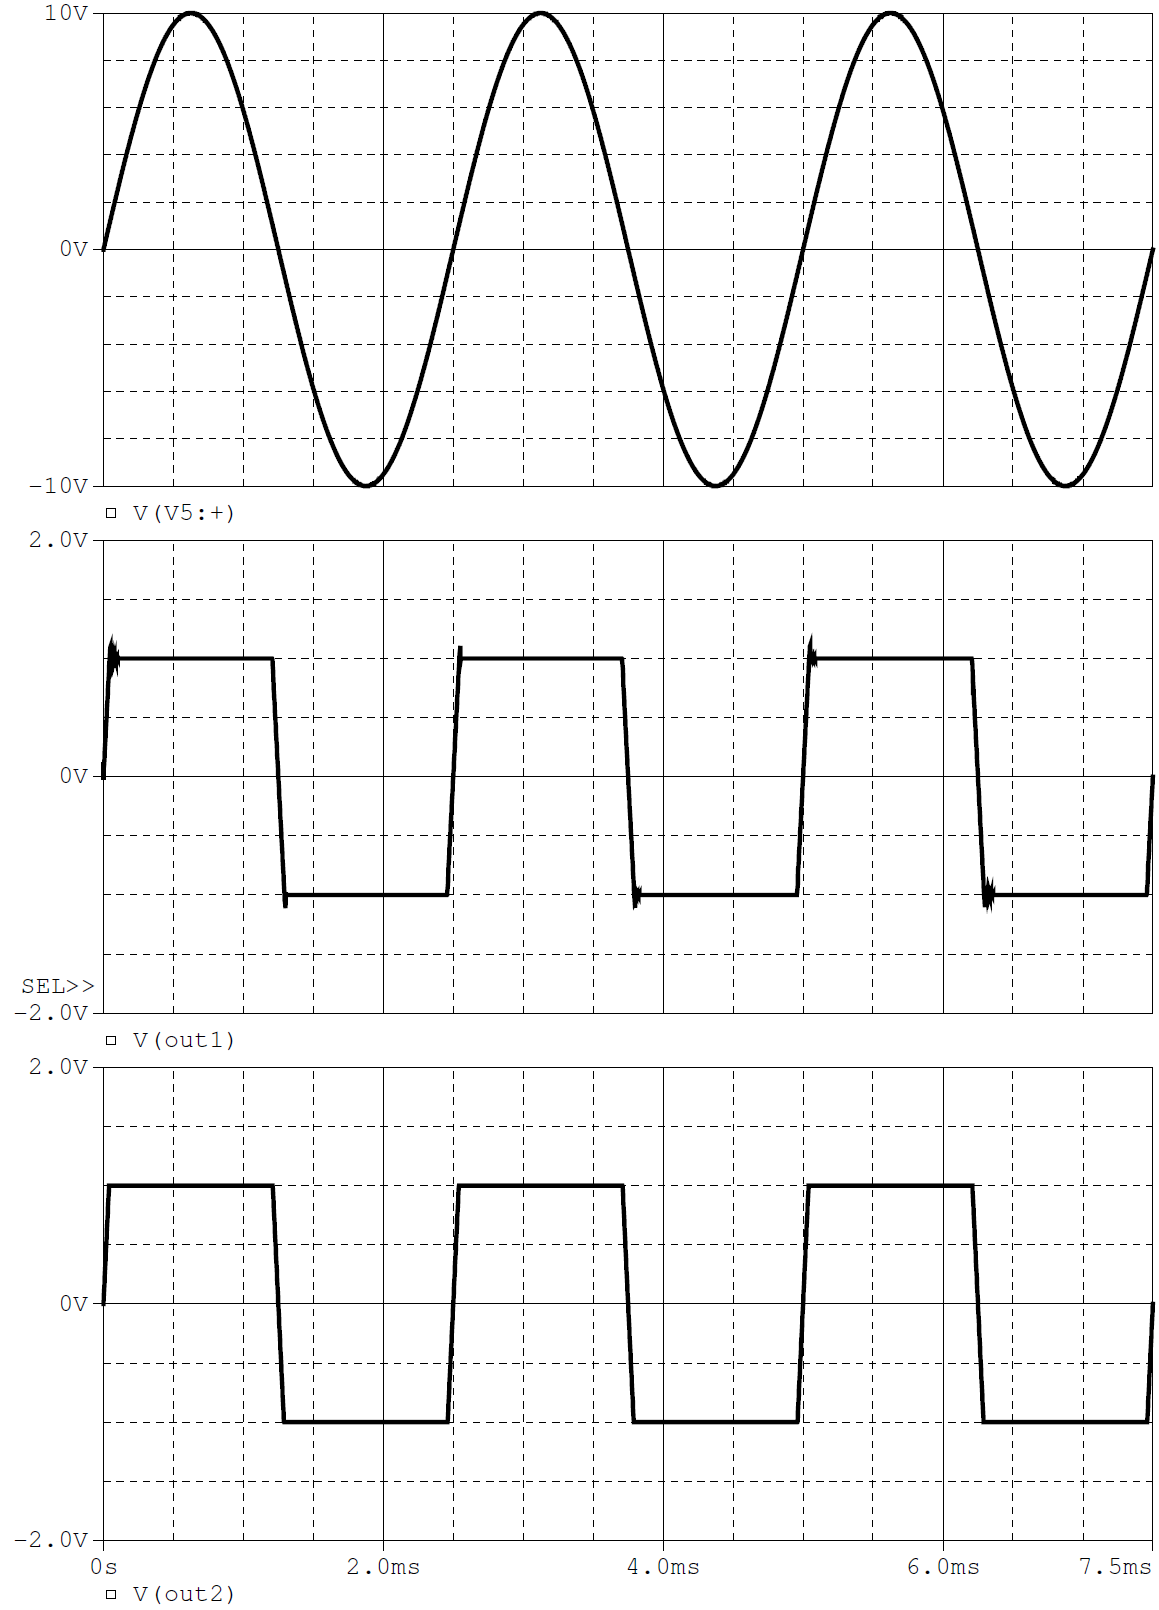 10V
0V
-10V
V(V5:+)
2.0V
0V
SEL>>
-2.0V
V(out1)
2.0V
0V
-2.0V
0s 2.0ms 4.0ms 6.0ms 7.5ms
V(out2)